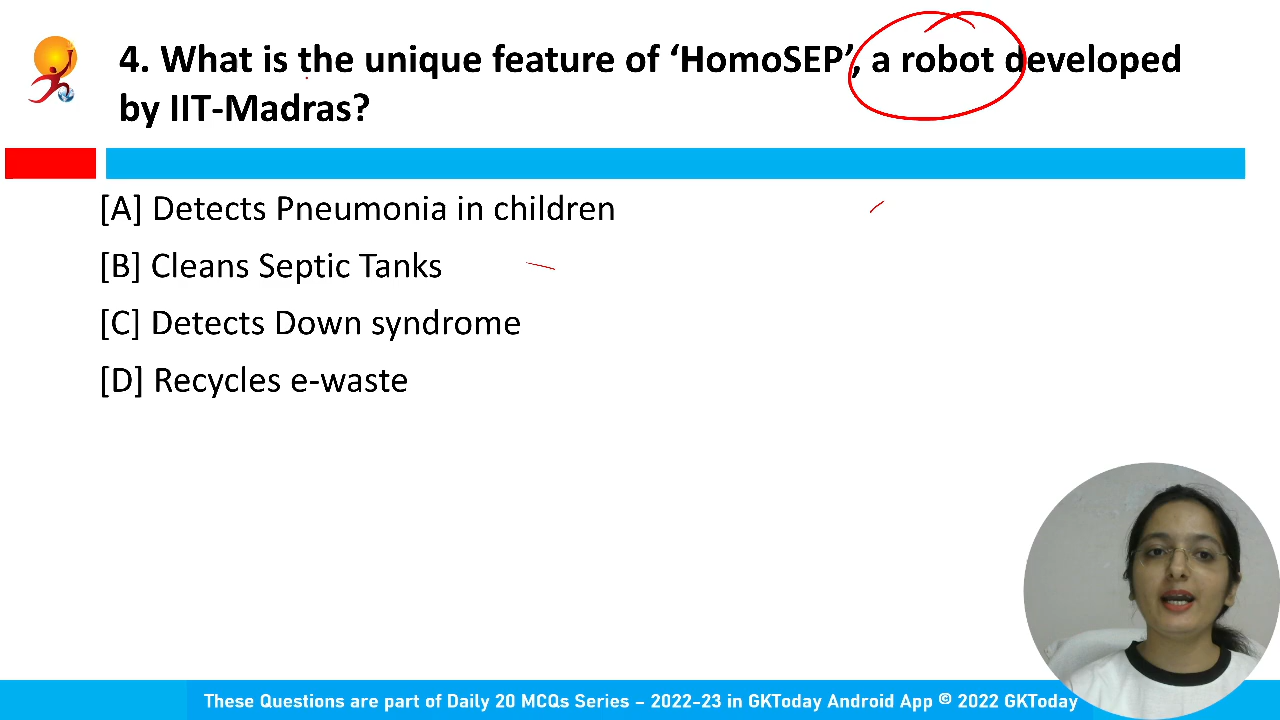 4. What is the unique feature of ‘HomoSEP’, a robot developed
by IIT-Madras?
[A] Detects Pneumonia in children
[B] Cleans Septic Tanks
[C] Detects Down syndrome
[D] Recycles e-waste
These Questions are part of Daily 20 MCQs Series – 2022-23 in GKToday Android App © 2022 GKToday